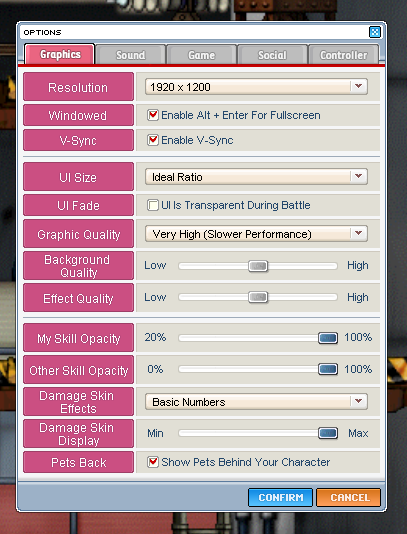 OPTIONS
Graphics Sound Game Social Controller
Resolution 1920 x 1200
Windowed Enable Alt + Enter For Fullscreen
V-Sync Enable V-Sync
UI Size Ideal Ratio
UI Fade UI Is Transparent During Battle
Graphic Quality Very High (Slower Performance)
Background
Quality Low High
Effect Quality Low High
My Skill Opacity 20% 100%
Other Skill Opacity 0% 100%
Damage Skin
Effects Basic Numbers
Damage Skin
Display Min Max
Pets Back Show Pets Behind Your Character
CONFIRM CANCEL